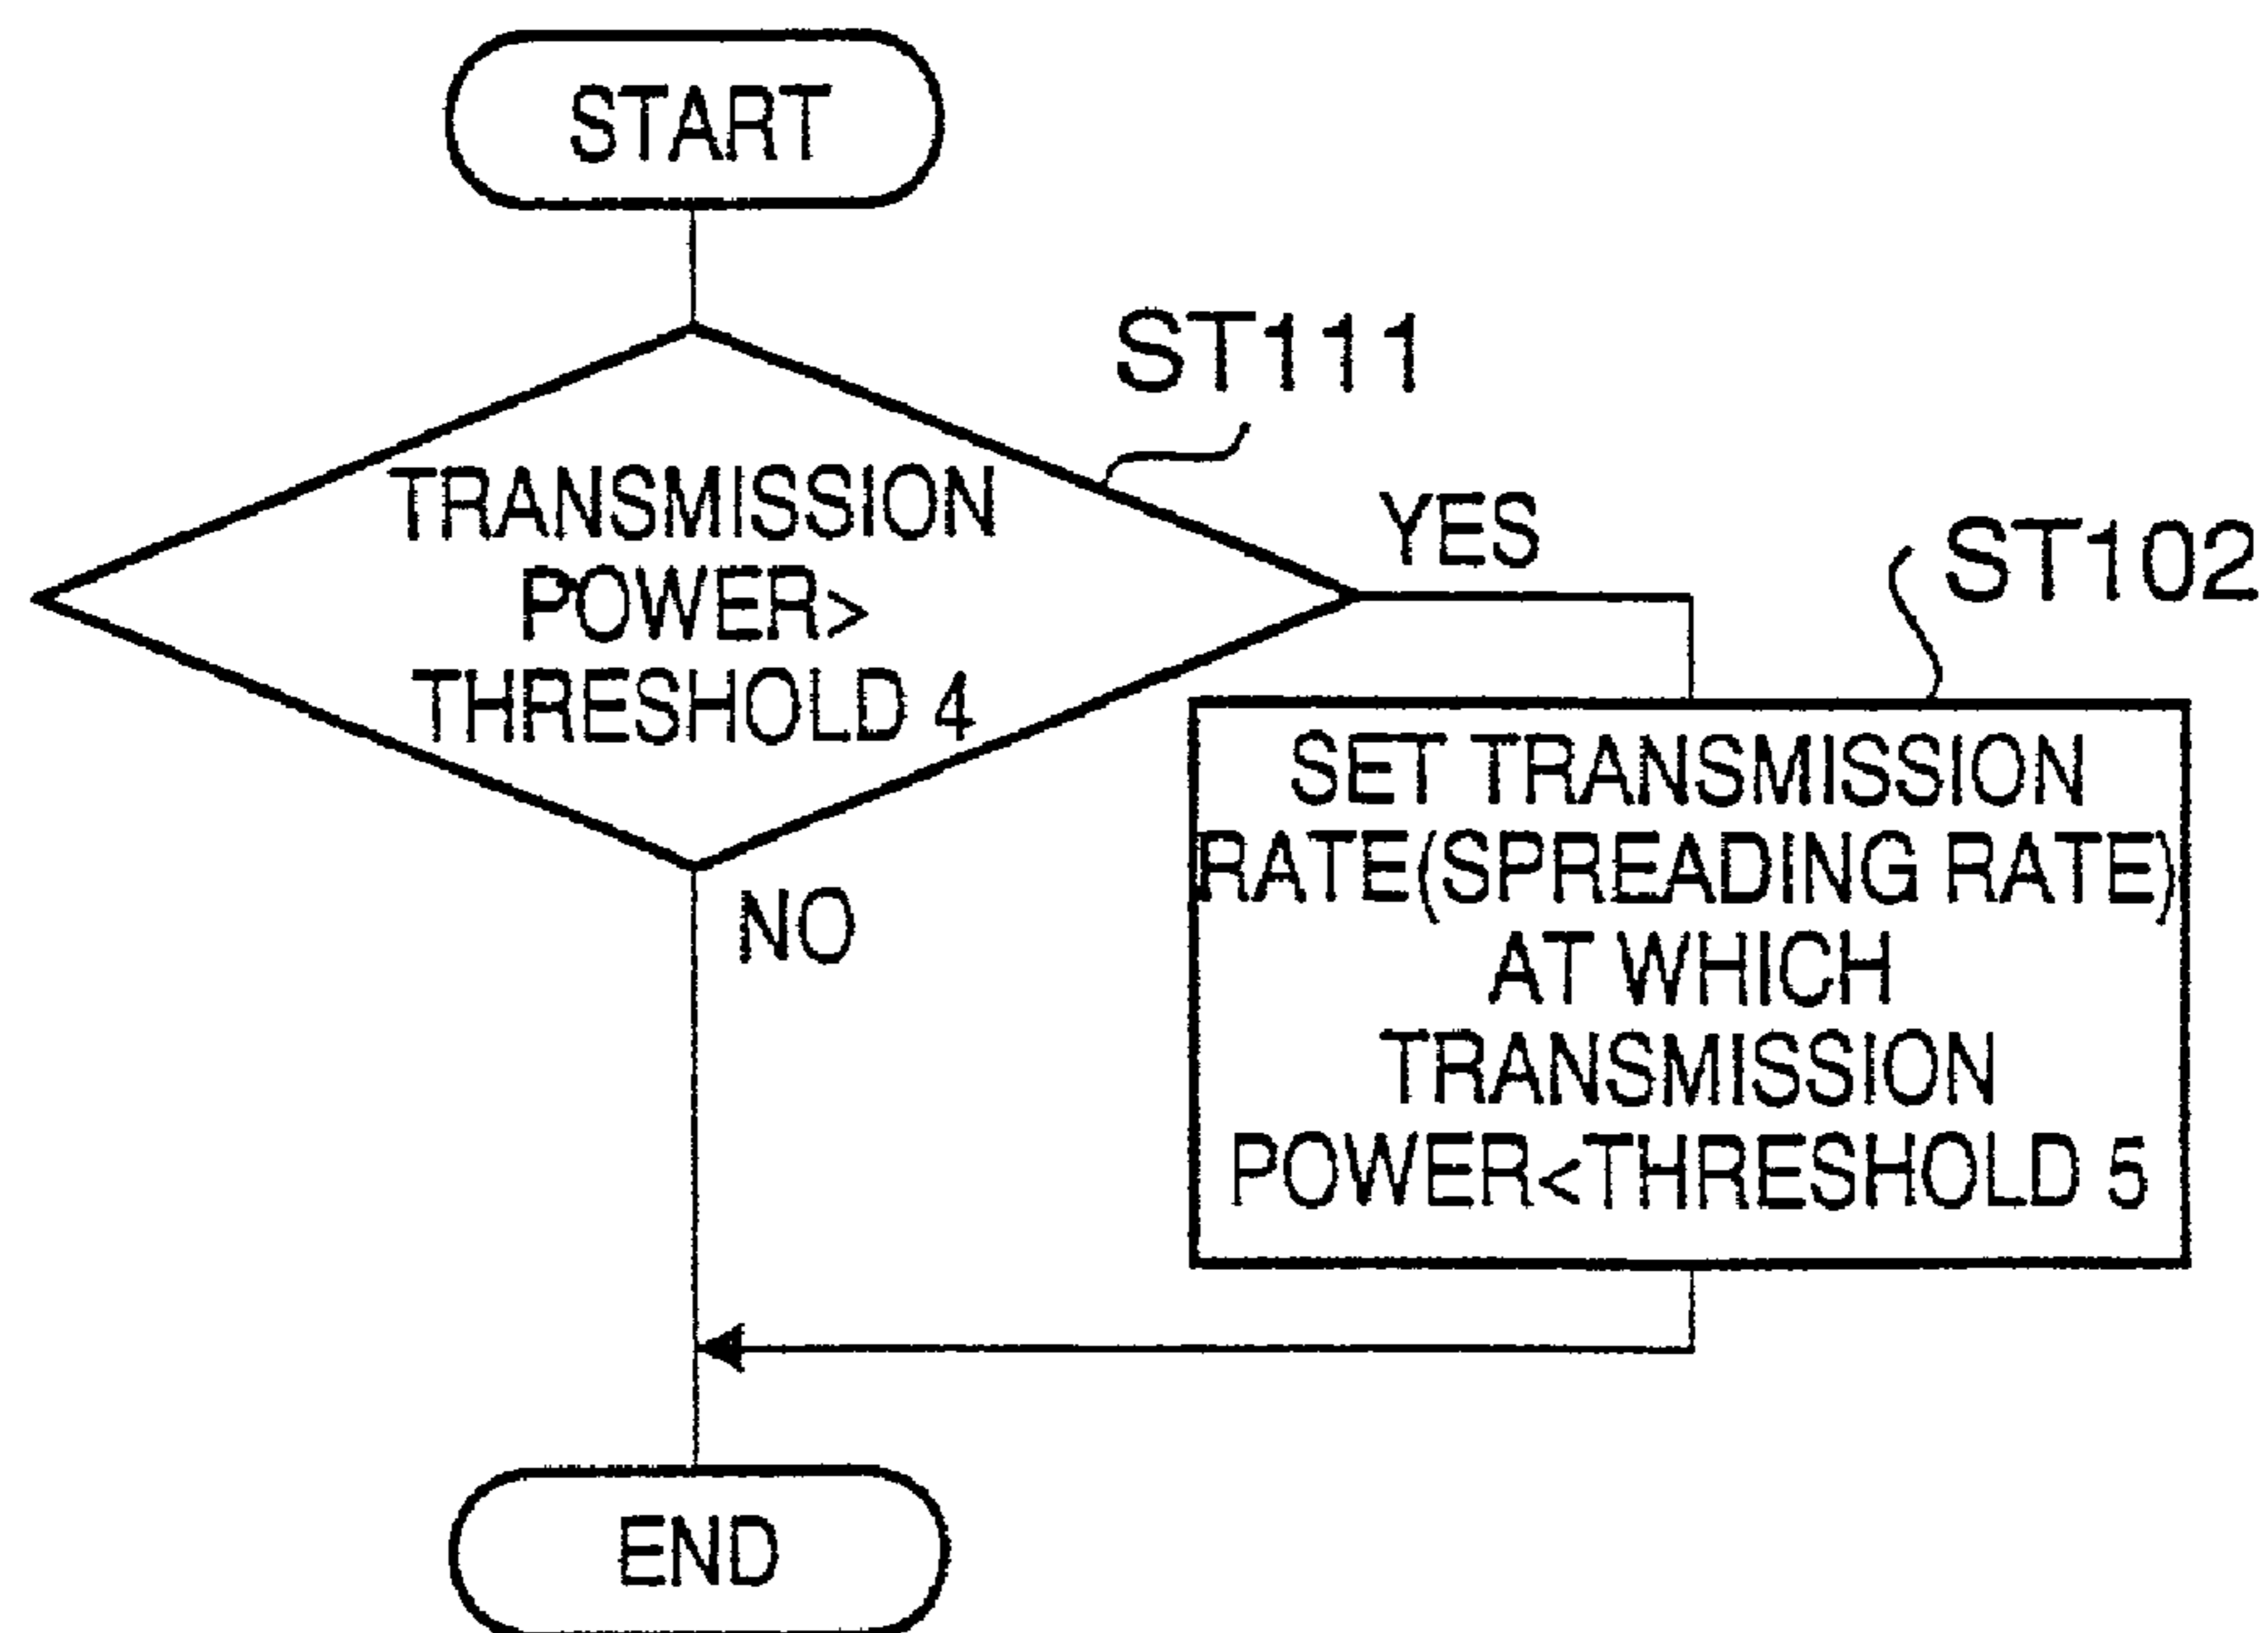 START
ST111
TRANSMISSION
POWER>
THRESHOLD 4
YES
ST102
SET TRANSMISSION
RATE(SPREADING RATE)
AT WHICH
TRANSMISSION
POWER<THRESHOLD 5
NO
END